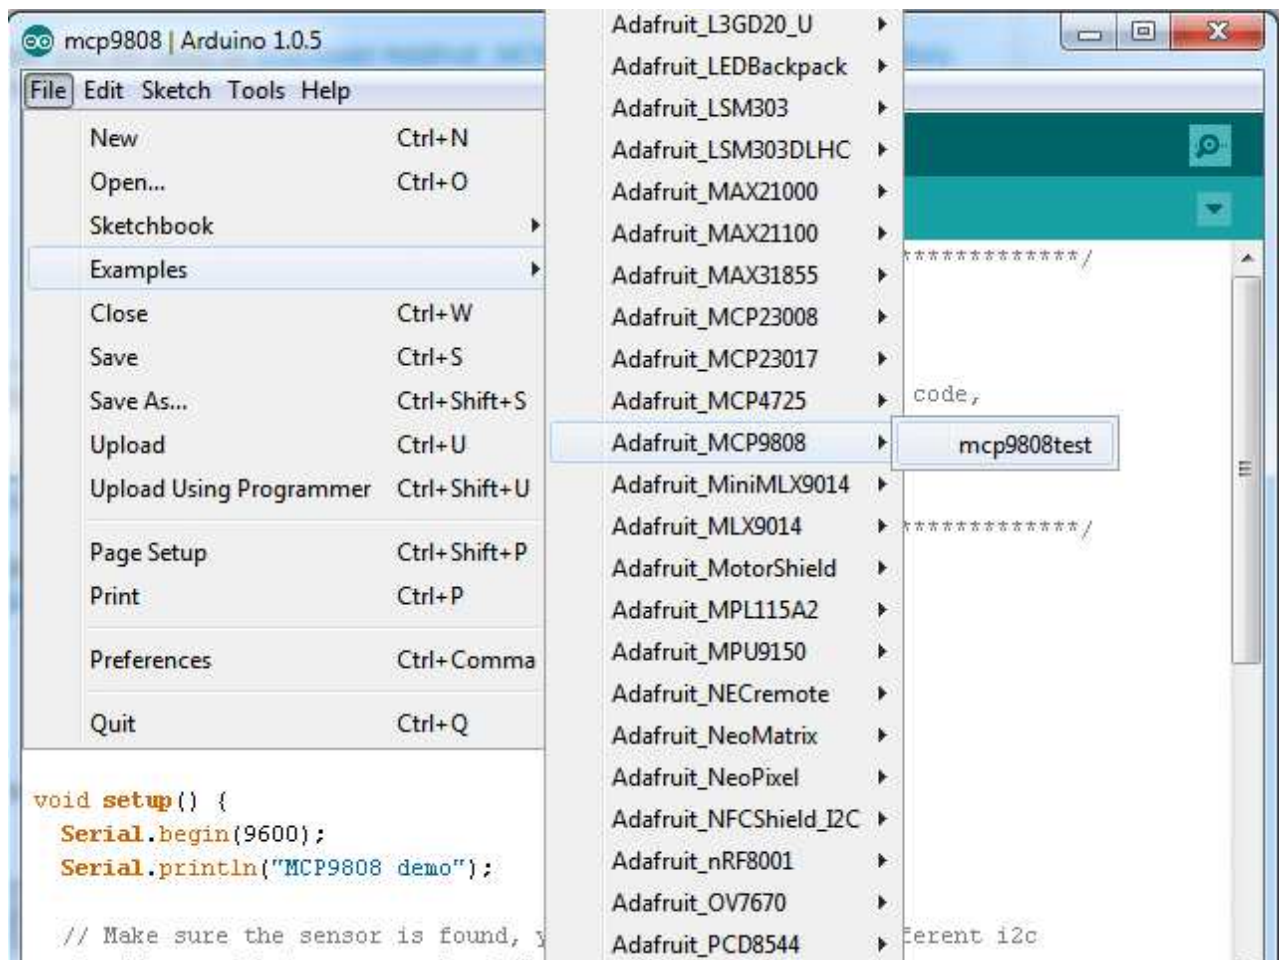 mcp9808 | Arduino 1.0.5
File Edit Sketch Tools Help
New Ctrl+N
Open... Ctrl+O
Sketchbook
Examples
Close Ctrl+W
Save Ctrl+S
Save As... Ctrl+Shift+S
Upload Ctrl+U
Upload Using Programmer Ctrl+Shift+U
Page Setup Ctrl+Shift+P
Print Ctrl+P
Preferences Ctrl+Comma
Quit Ctrl+Q
Adafruit_L3GD20_U
Adafruit_LEDBackpack
Adafruit_LSM303
Adafruit_LSM303DLHC
Adafruit_MAX21000
Adafruit_MAX21100
Adafruit_MAX31855
Adafruit_MCP23008
Adafruit_MCP23017
Adafruit_MCP4725
Adafruit_MCP9808
Adafruit_MiniMLX9014
Adafruit_MLX9014
Adafruit_MotorShield
Adafruit_MPL115A2
Adafruit_MPU9150
Adafruit_NECremote
Adafruit_NeoMatrix
Adafruit_NeoPixel
Adafruit_NFCShield_I2C
Adafruit_nRF8001
Adafruit_OV7670
Adafruit_PCD8544
mcp9808test
*************/
code,
*************/
void setup() {
Serial.begin(9600);
Serial.println("MCP9808 demo");
// Make sure the sensor is found, y
ferent i2c